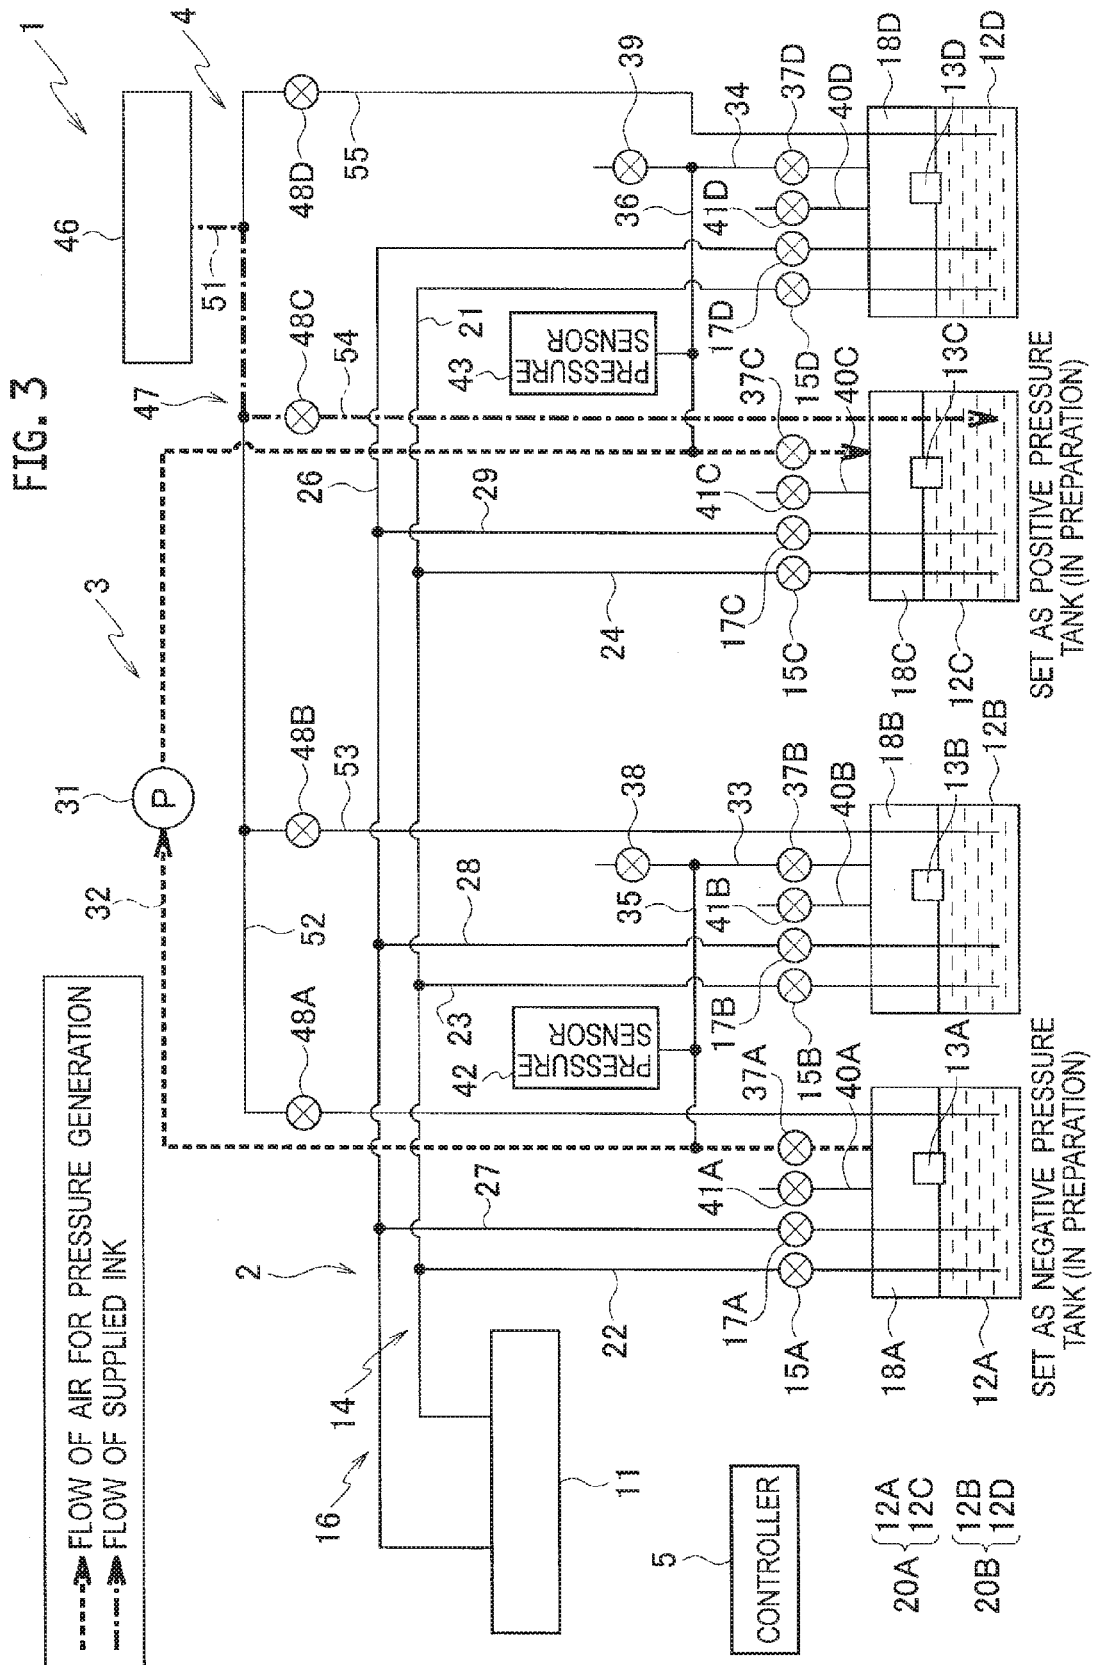 FIG. 3
FLOW OF AIR FOR PRESSURE GENERATION
FLOW OF SUPPLIED INK
1
4
46
51
47
3
31
P
32
52
48A
48B
48C
48D
53
54
55
26
21
29
24
28
23
27
22
2
14
16
11
5
CONTROLLER
42
PRESSURE
SENSOR
43
PRESSURE
SENSOR
35
38
33
36
39
34
15A
17A
41A
37A
40A
15B
17B
41B
37B
40B
15C
17C
41C
37C
40C
15D
17D
41D
37D
40D
18A
12A
13A
18B
13B
12B
18C
12C
13C
18D
13D
12D
SET AS NEGATIVE PRESSURE
TANK (IN PREPARATION)
SET AS POSITIVE PRESSURE
TANK (IN PREPARATION)
20A { 12A
12C
20B { 12B
12D